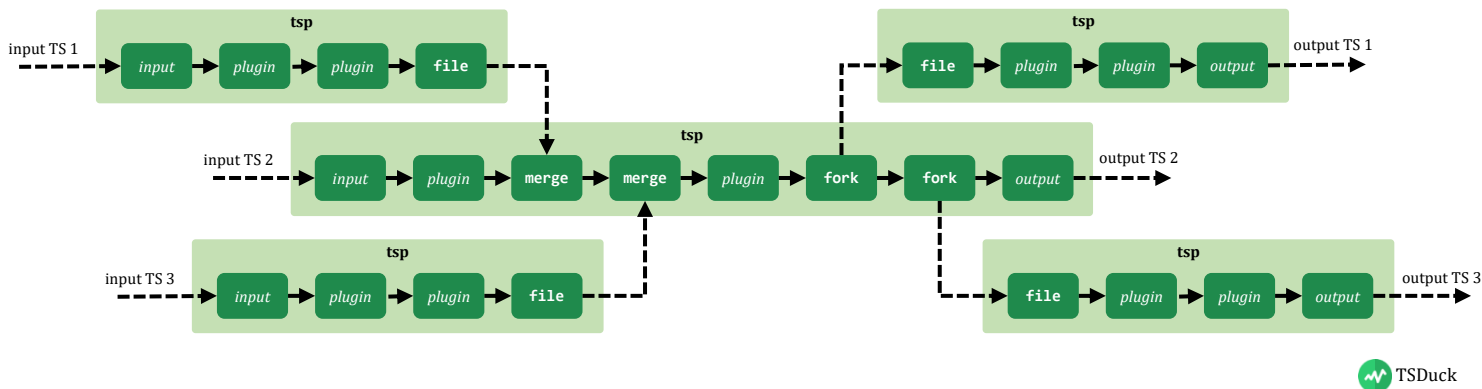 tsp
input TS 1
input plugin plugin file
tsp
file plugin plugin output
output TS 1
tsp
input TS 2
input plugin merge merge plugin fork fork output
output TS 2
tsp
input TS 3
input plugin plugin file
tsp
file plugin plugin output
output TS 3
TSDuck